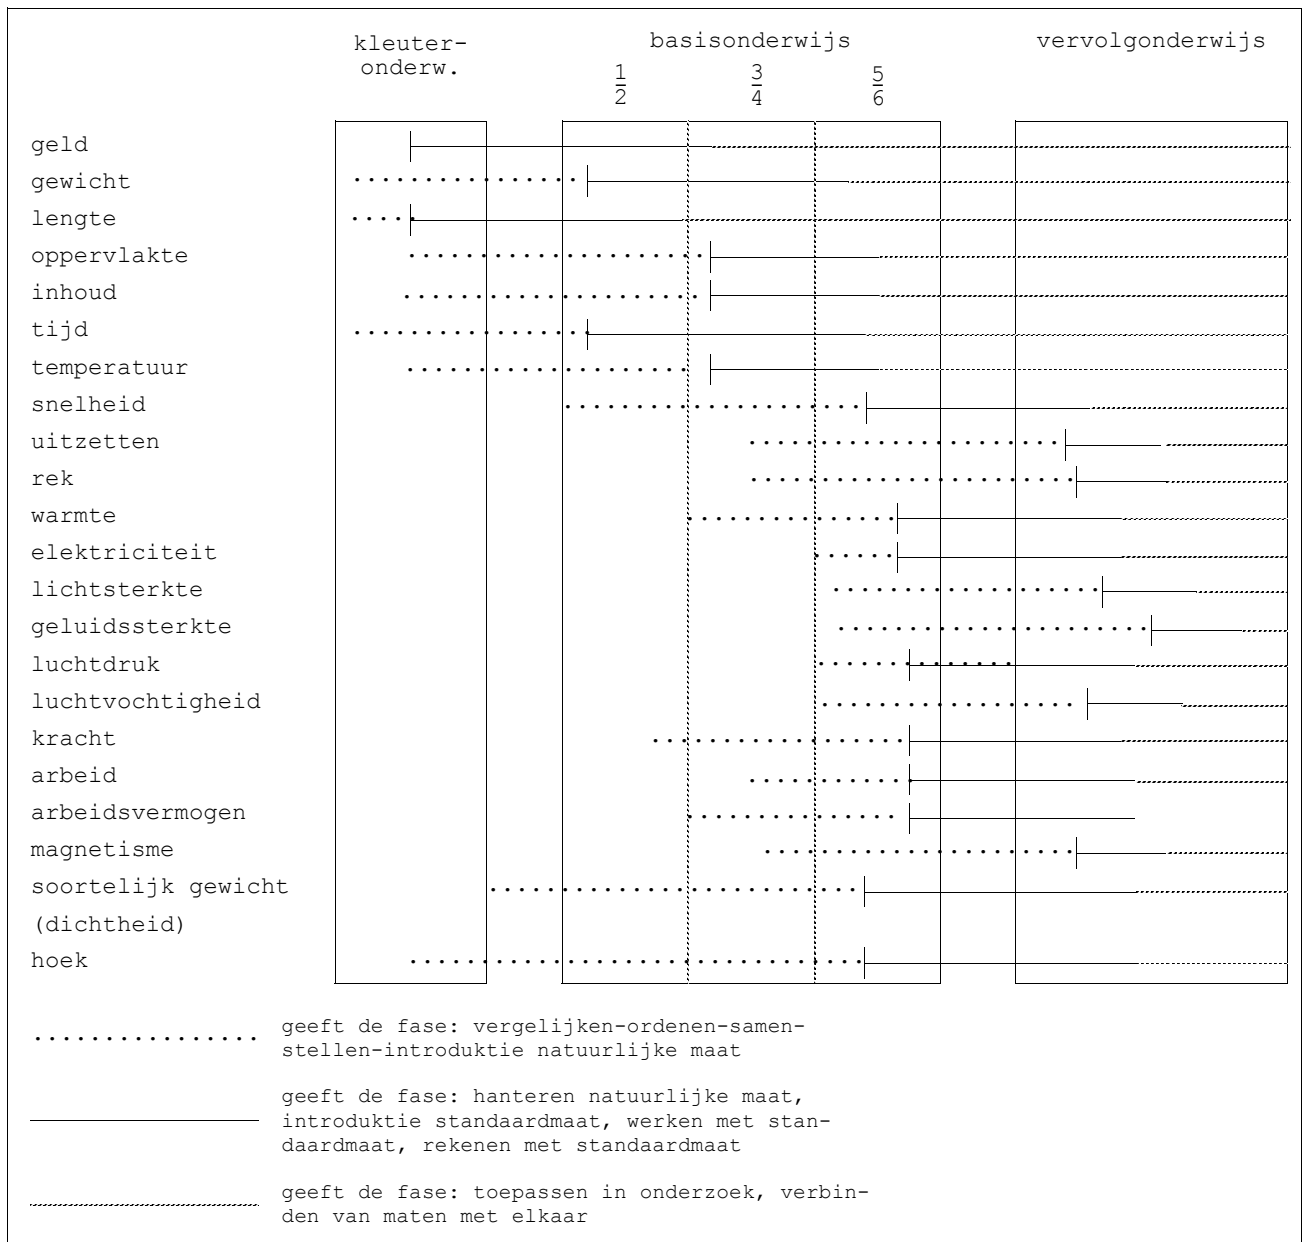 kleuter-
onderw.
basisonderwijs
vervolgonderwijs
1 3 5
2 4 6
geld
gewicht
lengte
oppervlakte
inhoud
tijd
temperatuur
snelheid
uitzetten
rek
warmte
elektriciteit
lichtsterkte
geluidssterkte
luchtdruk
luchtvochtigheid
kracht
arbeid
arbeidsvermogen
magnetisme
soortelijk gewicht
(dichtheid)
hoek
geeft de fase: vergelijken-ordenen-samen-
stellen-introduktie natuurlijke maat
geeft de fase: hanteren natuurlijke maat,
introduktie standaardmaat, werken met stan-
daardmaat, rekenen met standaardmaat
geeft de fase: toepassen in onderzoek, verbin-
den van maten met elkaar